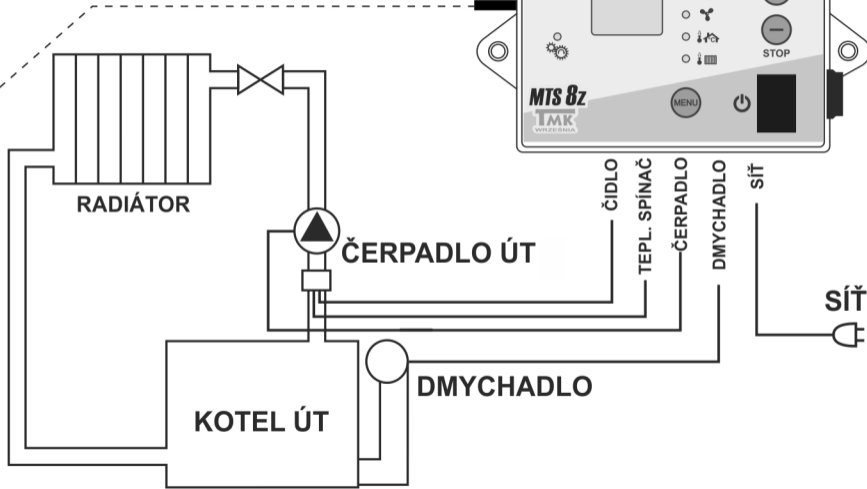 STOP
MTS 8z
MENU
TMK
WRZEŚNIA
RADIÁTOR
ČIDLO
TEPL. SPÍNAČ
ČERPADLO
DMYCHADLO
SÍŤ
ČERPADLO ÚT
SÍŤ
DMYCHADLO
KOTEL ÚT